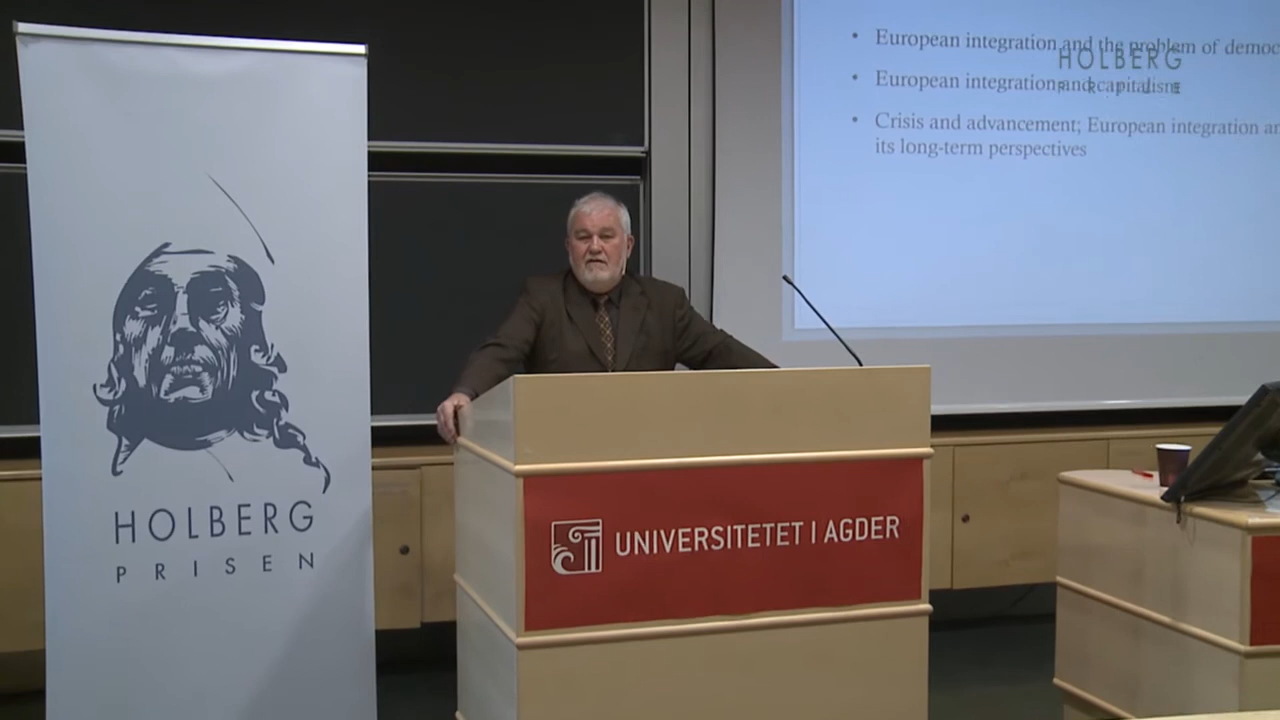 • European integration and the problem of democ
• European integration and capitalism
• Crisis and advancement; European integration an
its long-term perspectives
HOLBERG
PRIZE
HOLBERG
PRISEN
UNIVERSITETET I AGDER